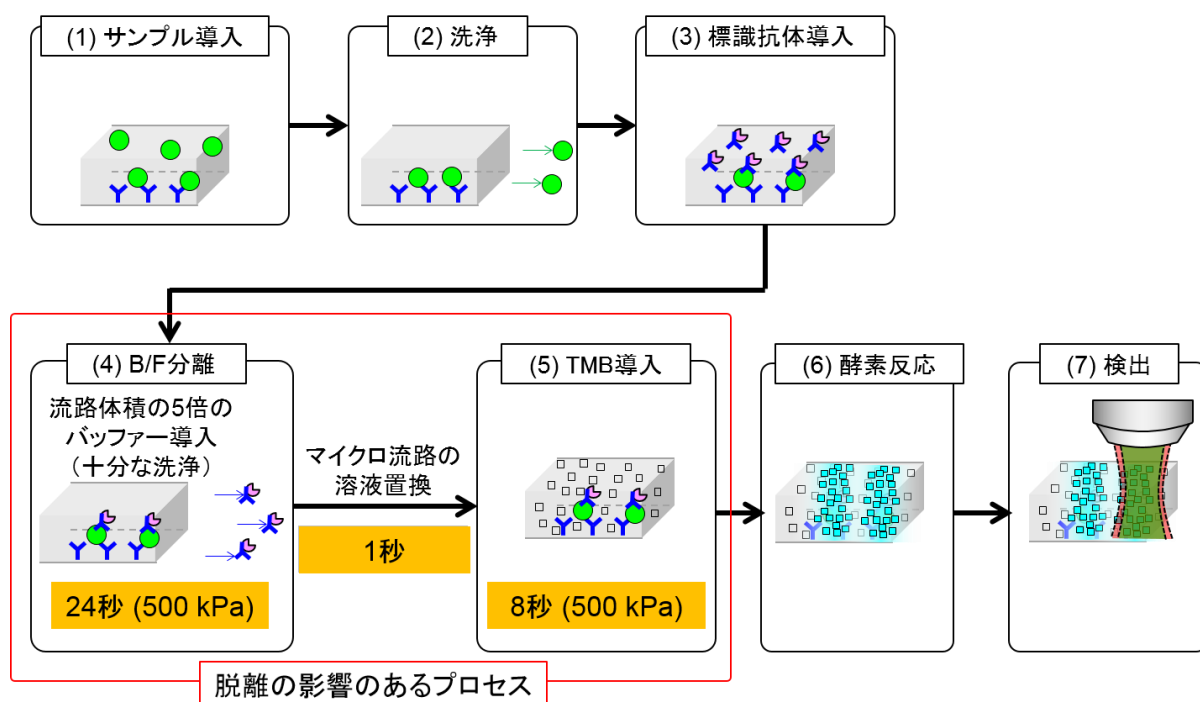 (1) サンプル導入
(2) 洗浄
(3) 標識抗体導入
(4) B/F分離
流路体積の5倍の
バッファー導入
（十分な洗浄）
24秒 (500 kPa)
マイクロ流路の
溶液置換
1秒
(5) TMB導入
8秒 (500 kPa)
(6) 酵素反応
(7) 検出
脱離の影響のあるプロセス